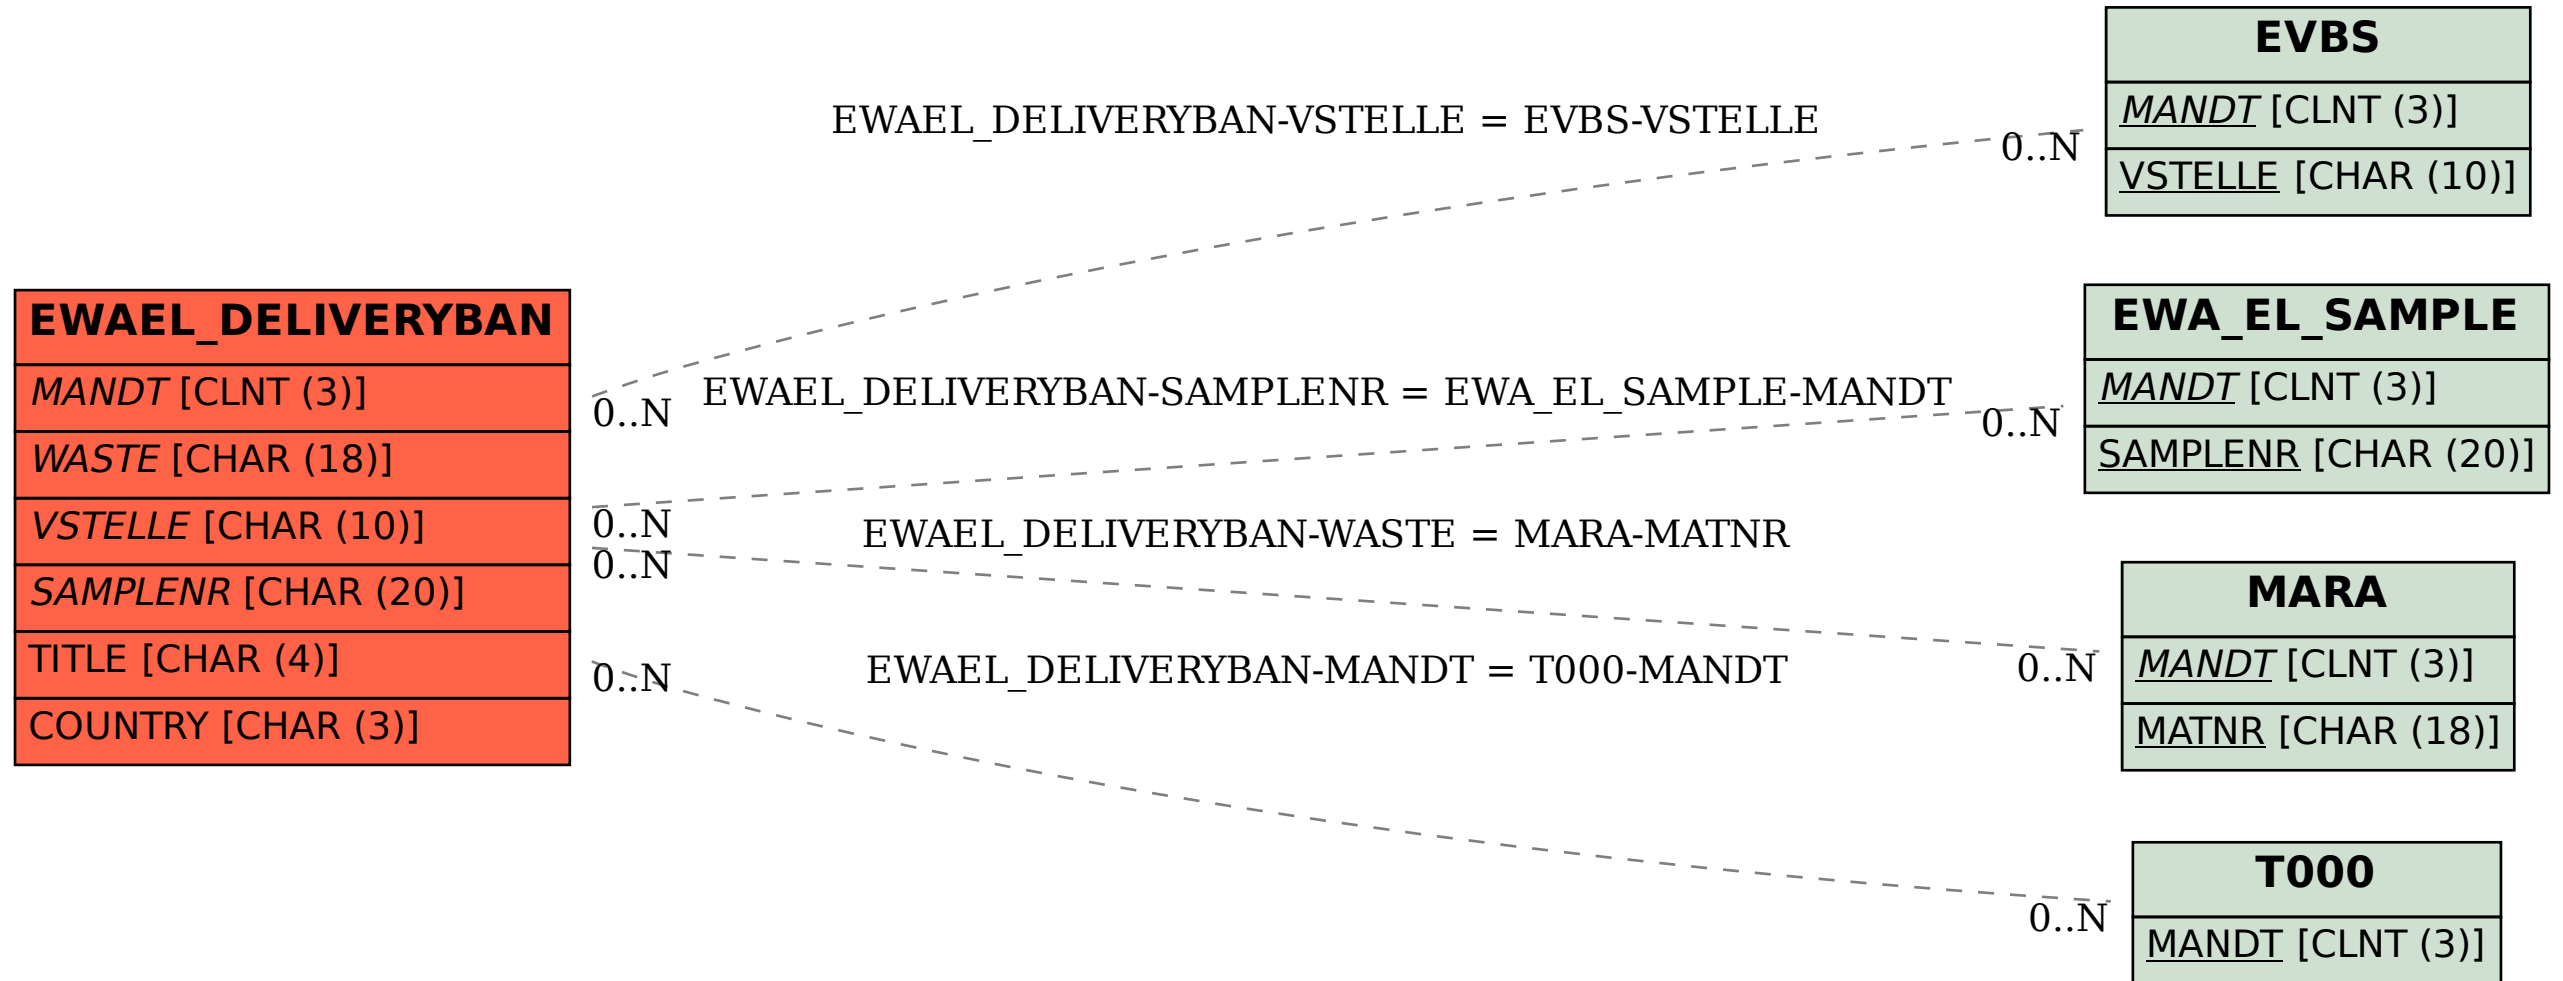 EWAEL_DELIVERYBAN
MANDT [CLNT (3)]
WASTE [CHAR (18)]
VSTELLE [CHAR (10)]
SAMPLENR [CHAR (20)]
TITLE [CHAR (4)]
COUNTRY [CHAR (3)]
EWAEL_DELIVERYBAN-VSTELLE = EVBS-VSTELLE
0..N
0..N
EWAEL_DELIVERYBAN-SAMPLENR = EWA_EL_SAMPLE-MANDT
0..N
0..N
EWAEL_DELIVERYBAN-WASTE = MARA-MATNR
0..N
0..N
EWAEL_DELIVERYBAN-MANDT = T000-MANDT
0..N
0..N
EVBS
MANDT [CLNT (3)]
VSTELLE [CHAR (10)]
EWA_EL_SAMPLE
MANDT [CLNT (3)]
SAMPLENR [CHAR (20)]
MARA
MANDT [CLNT (3)]
MATNR [CHAR (18)]
T000
MANDT [CLNT (3)]